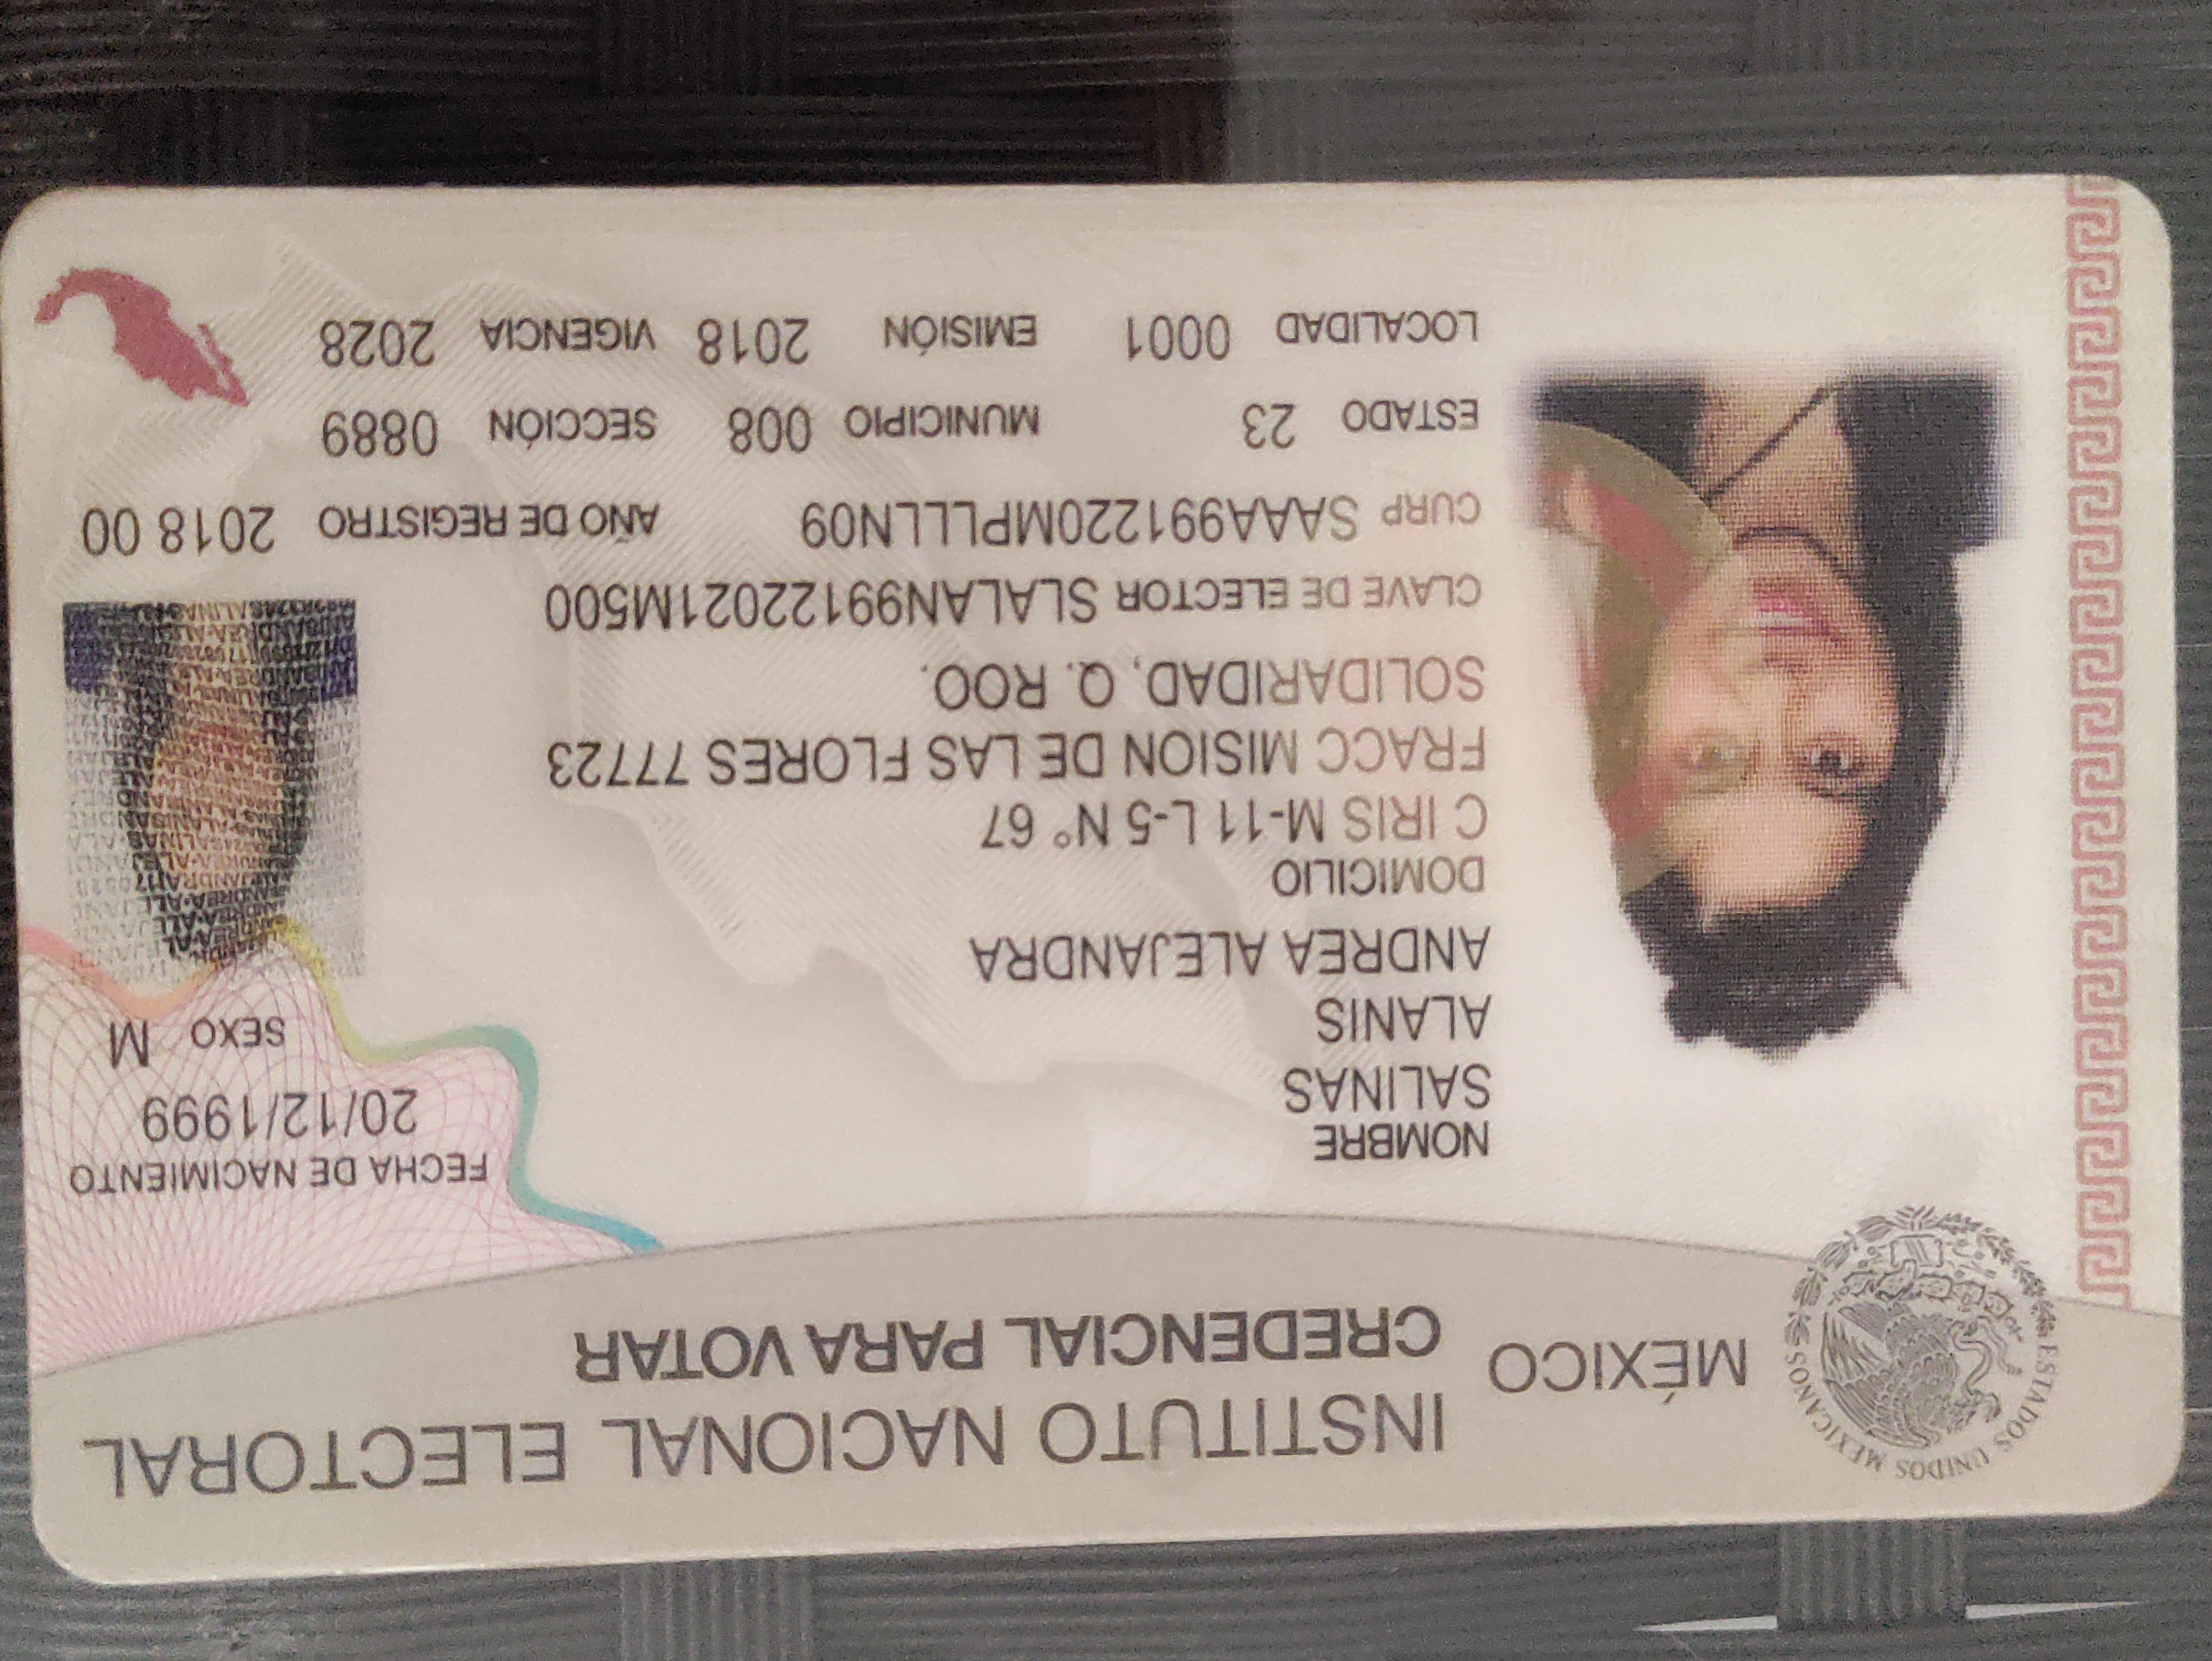 INSTITUTO NACIONAL ELECTORAL
MÉXICO CREDENCIAL PARA VOTAR
ESTADOS UNIDOS MEXICANOS
NOMBRE
SALINAS
ALANIS
ANDREA ALEJANDRA
FECHA DE NACIMIENTO
20/12/1999
SEXO M
DOMICILIO
C IRIS M-11 L-5 N° 67
FRACC MISION DE LAS FLORES 77723
SOLIDARIDAD, Q. ROO.
CLAVE DE ELECTOR SLALAN99122021M500
CURP SAAA991220MPLLLN09 AÑO DE REGISTRO 2018 00
ESTADO 23 MUNICIPIO 008 SECCIÓN 0889
LOCALIDAD 0001 EMISIÓN 2018 VIGENCIA 2028